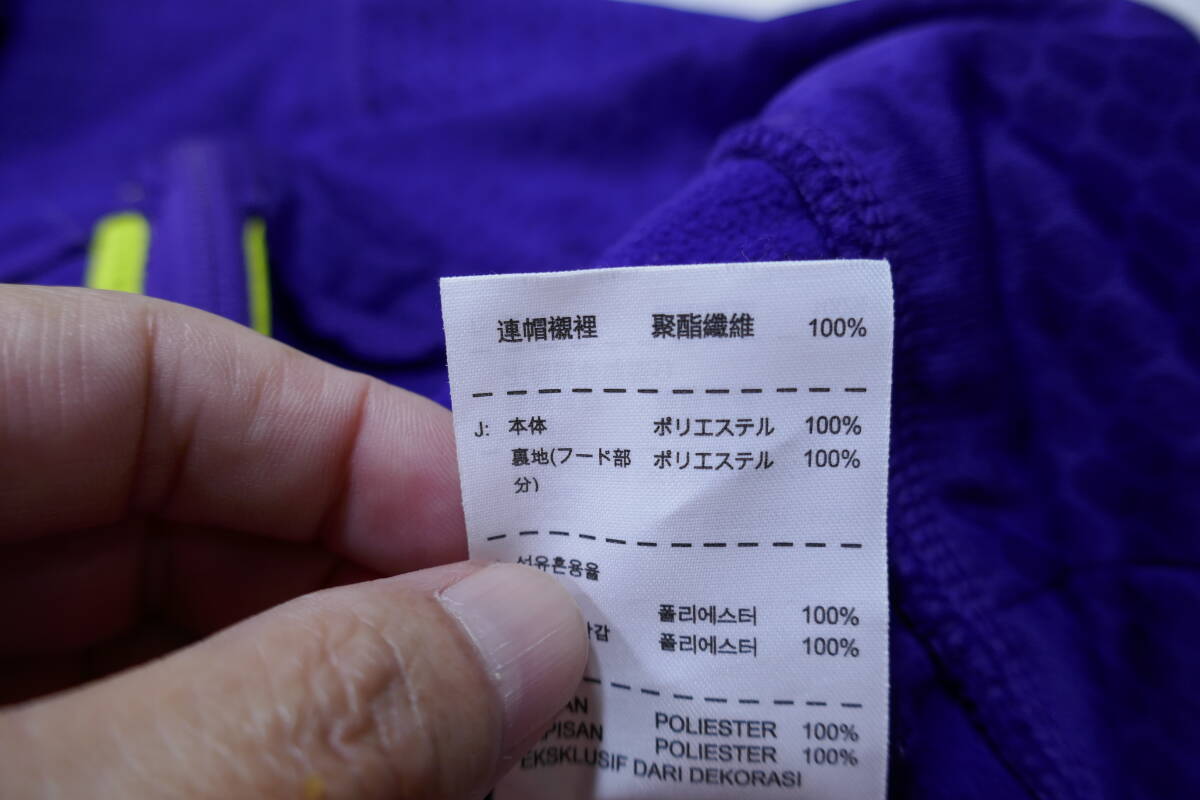 連帽襯裡 聚酯纖維 100%
J: 本体 ポリエステル 100%
裏地(フード部 ポリエステル 100%
分)
섬유혼용율
폴리에스터 100%
폴리에스터 100%
POLIESTER 100%
POLIESTER 100%
EKSKLUSIF DARI DEKORASI